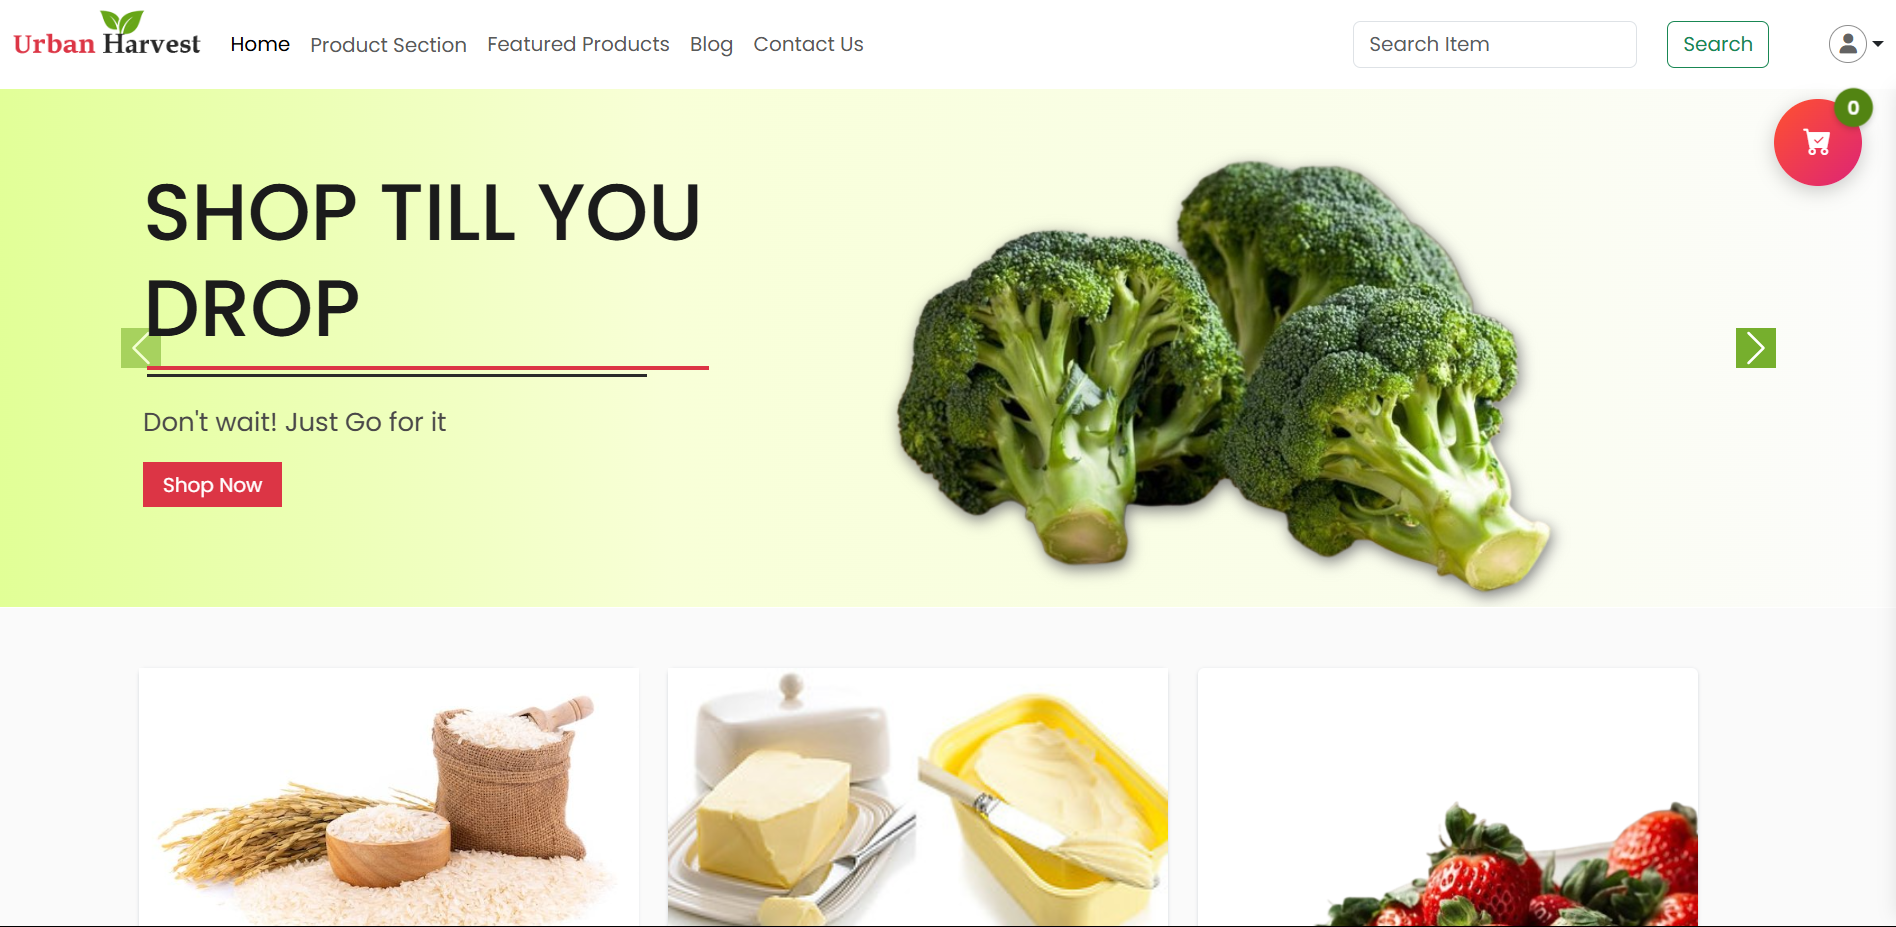 Urban Harvest
Home
Product Section
Featured Products
Blog
Contact Us
Search Item
Search
0
SHOP TILL YOU
DROP
Don't wait! Just Go for it
Shop Now